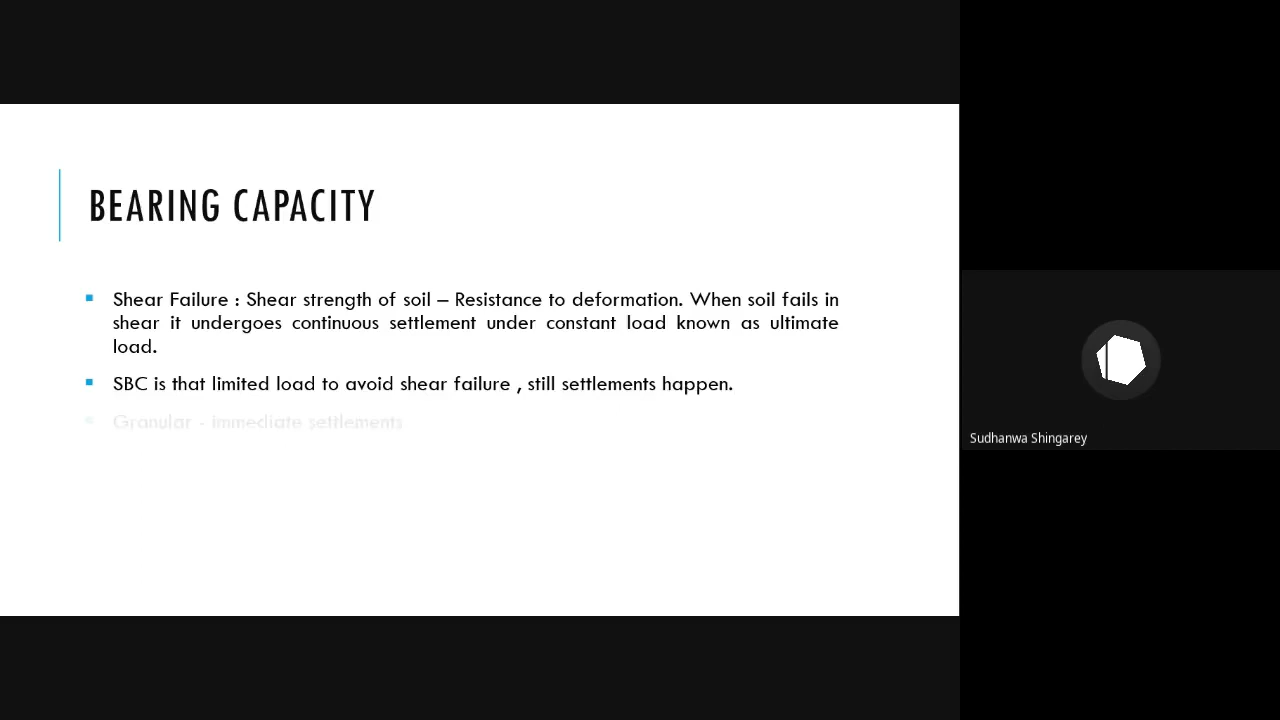 BEARING CAPACITY
Shear Failure : Shear strength of soil – Resistance to deformation. When soil fails in
shear it undergoes continuous settlement under constant load known as ultimate
load.
SBC is that limited load to avoid shear failure , still settlements happen.
Granular - immediate settlements
Sudhanwa Shingarey